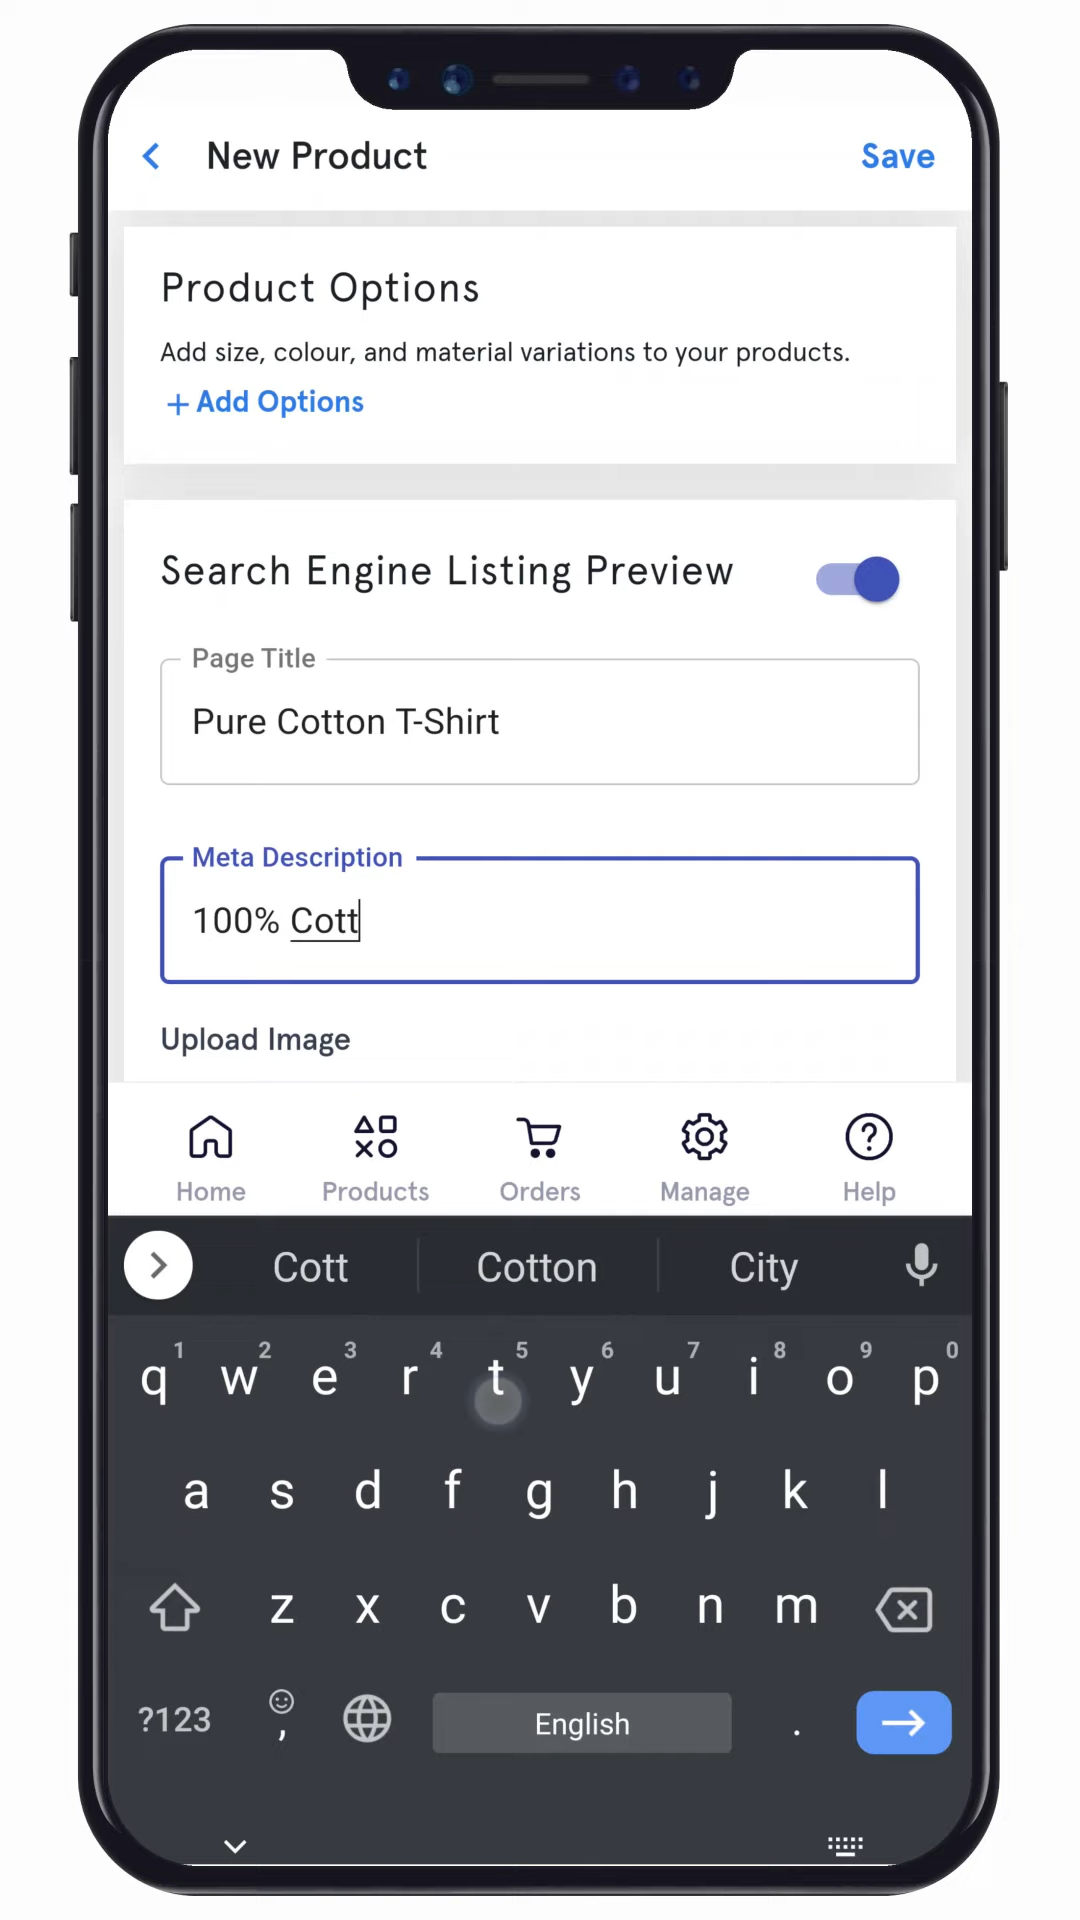 New Product
Save
Product Options
Add size, colour, and material variations to your products.
+ Add Options
Search Engine Listing Preview
Page Title
Pure Cotton T-Shirt
Meta Description
100% Cott
Upload Image
Home Products Orders Manage Help
Cott Cotton City
1 2 3 4 5 6 7 8 9 0
q w e r t y u i o p
a s d f g h j k l
z x c v b n m
?123 , English .